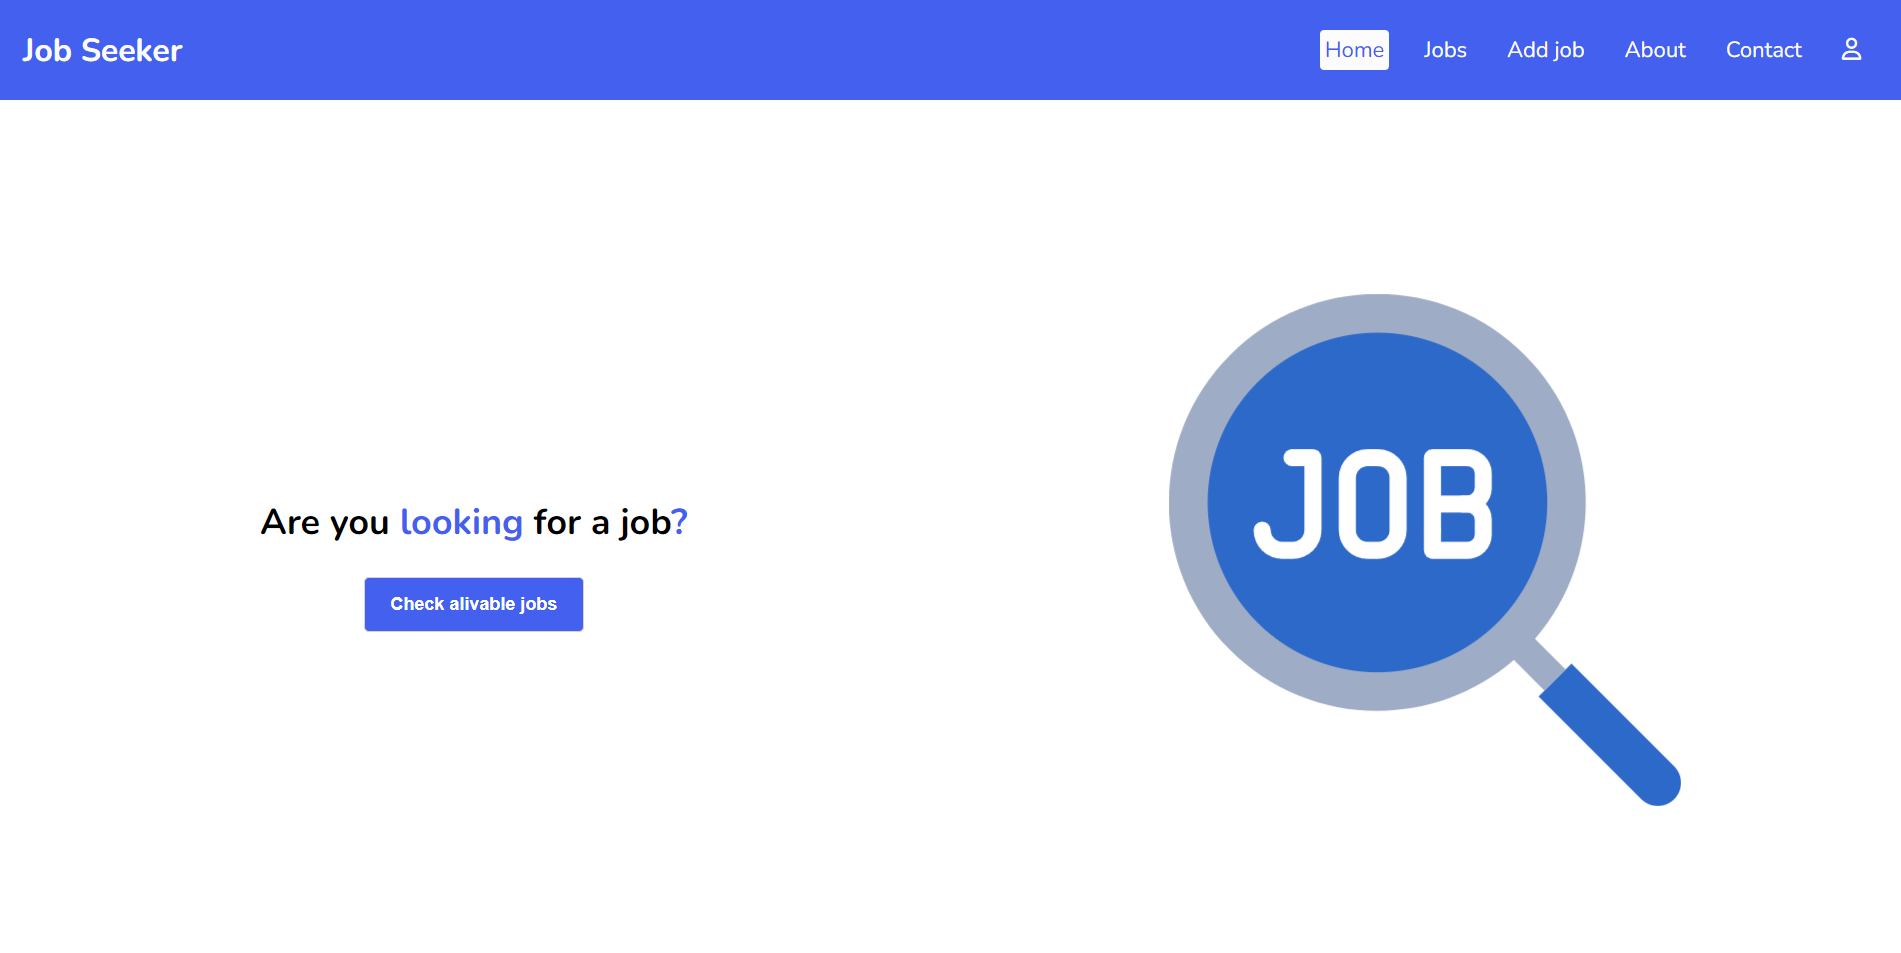 Job Seeker
Home Jobs Add job About Contact
JOB
Are you looking for a job?
Check alivable jobs